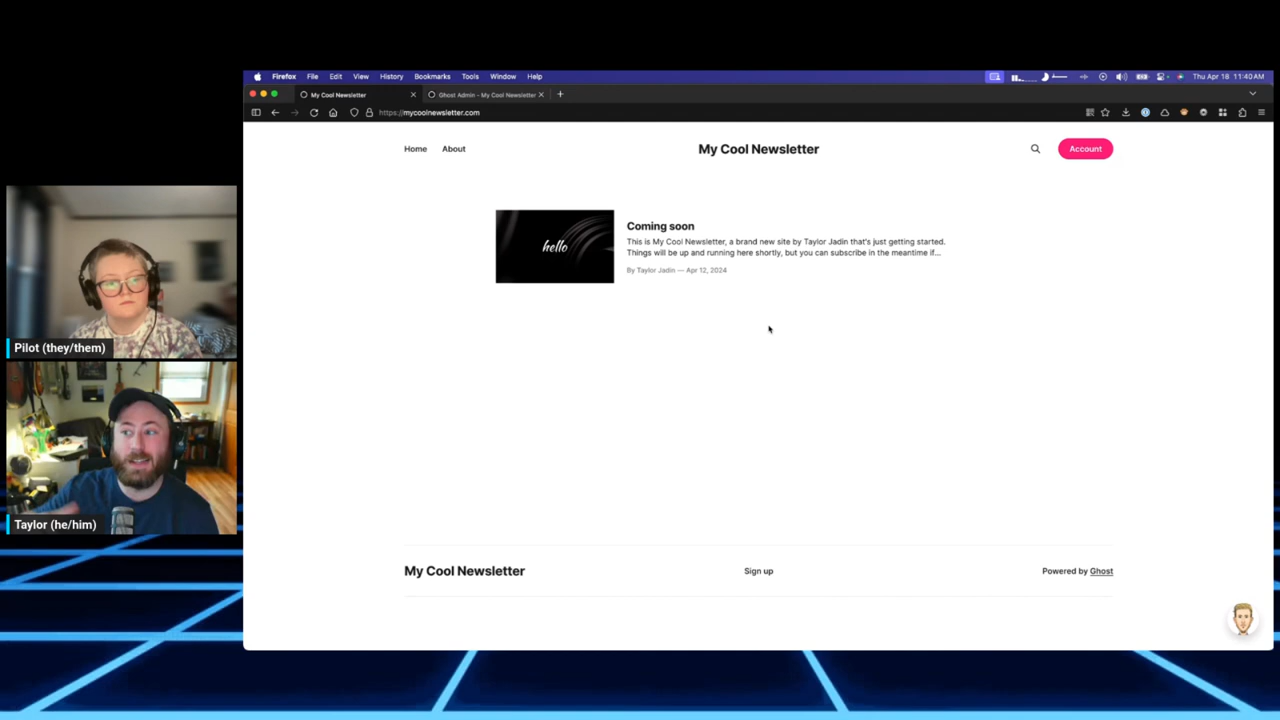 Firefox File Edit View History Bookmarks Tools Window Help
Thu Apr 18 11:40 AM
My Cool Newsletter
Ghost Admin - My Cool Newsletter
https://mycoolnewsletter.com
Home About
My Cool Newsletter
Account
hello
Coming soon
This is My Cool Newsletter, a brand new site by Taylor Jadin that's just getting started.
Things will be up and running here shortly, but you can subscribe in the meantime if...
By Taylor Jadin — Apr 12, 2024
Pilot (they/them)
Taylor (he/him)
My Cool Newsletter
Sign up
Powered by Ghost